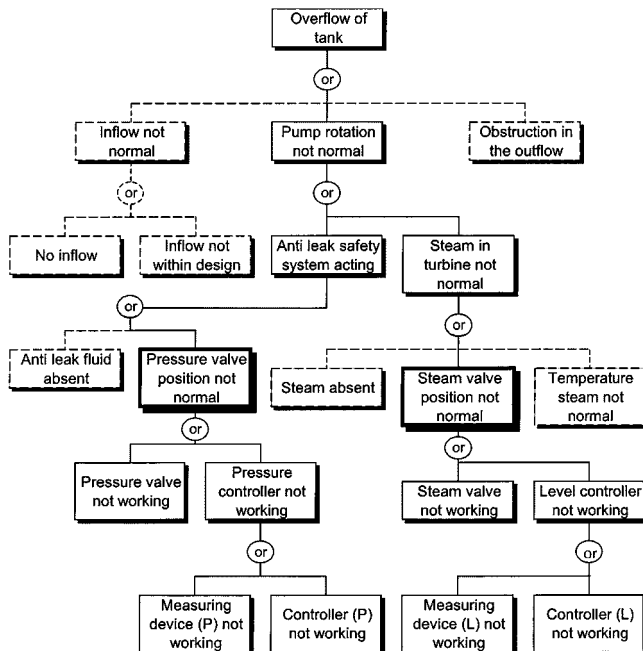 Overflow of
tank
or
Inflow not
normal
Pump rotation
not normal
Obstruction in
the outflow
or
or
No inflow
Inflow not
within design
Anti leak safety
system acting
Steam in
turbine not
normal
or
or
Anti leak fluid
absent
Pressure valve
position not
normal
Steam absent
Steam valve
position not
normal
Temperature
steam not
normal
or
or
Pressure valve
not working
Pressure
controller not
working
Steam valve
not working
Level controller
not working
or
or
Measuring
device (P) not
working
Controller (P)
not working
Measuring
device (L) not
working
Controller (L)
not working